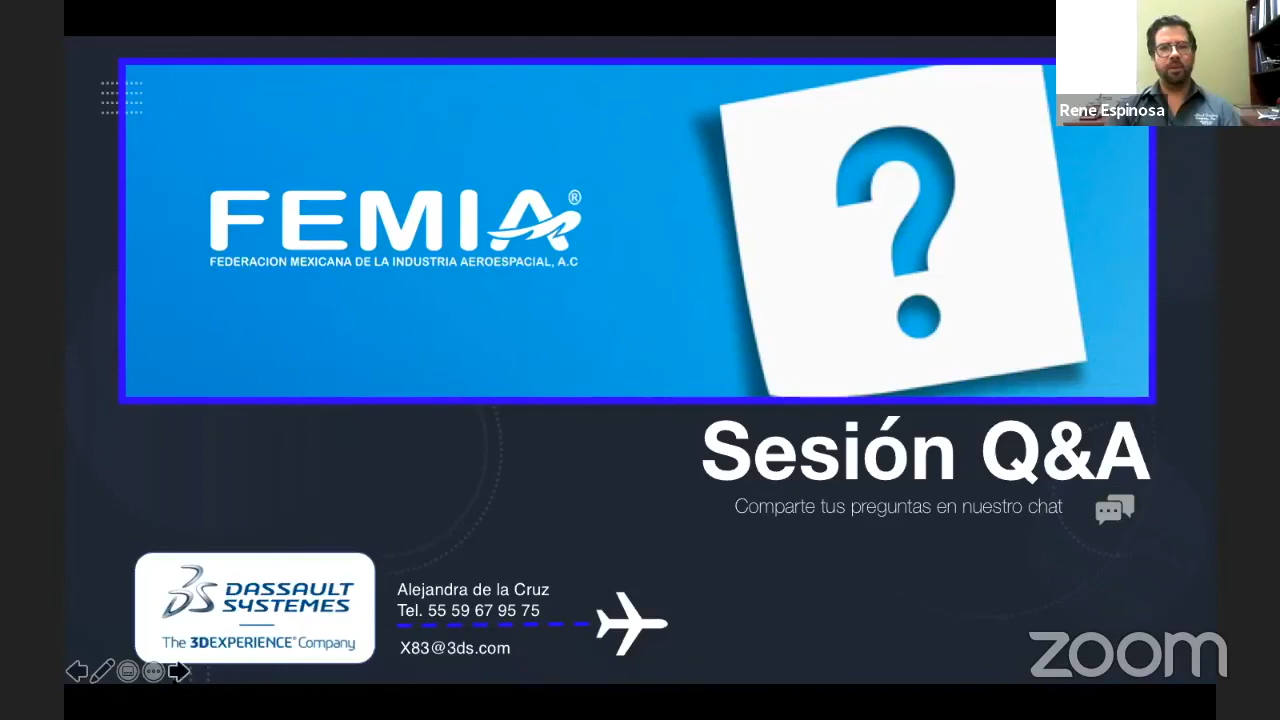 Rene Espinosa
FEMIA®
FEDERACION MEXICANA DE LA INDUSTRIA AEROESPACIAL, A.C
?
Sesión Q&A
Comparte tus preguntas en nuestro chat
3S DASSAULT
SYSTEMES
The 3DEXPERIENCE® Company
Alejandra de la Cruz
Tel. 55 59 67 95 75
X83@3ds.com
zoom